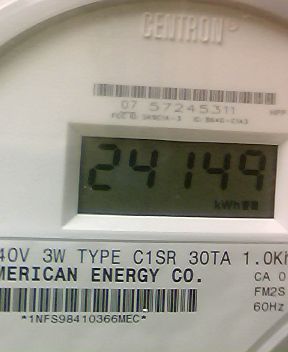 CENTRON®
07 57245311
24149
kWh
40V 3W TYPE C1SR 30TA 1.0Kh
MERICAN ENERGY CO.
CA 0
FM2S
60Hz
*1NFS98410366MEC*